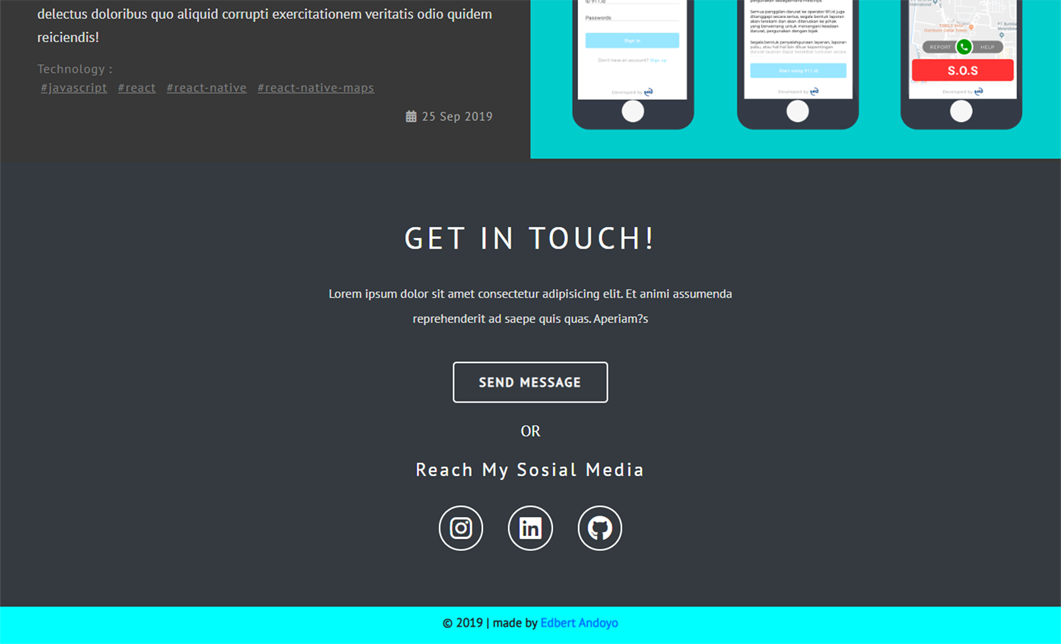 delectus doloribus quo aliquid corrupti exercitationem veritatis odio quidem
reiciendis!
Technology :
#javascript #react #react-native #react-native-maps
25 Sep 2019
Passwords
Sign in
Don't have an account? Sign up
Developed by
Start using 911.id
Developed by
REPORT HELP
S.O.S
Developed by
GET IN TOUCH!
Lorem ipsum dolor sit amet consectetur adipisicing elit. Et animi assumenda
reprehenderit ad saepe quis quas. Aperiam?s
SEND MESSAGE
OR
Reach My Sosial Media
in
© 2019 | made by Edbert Andoyo